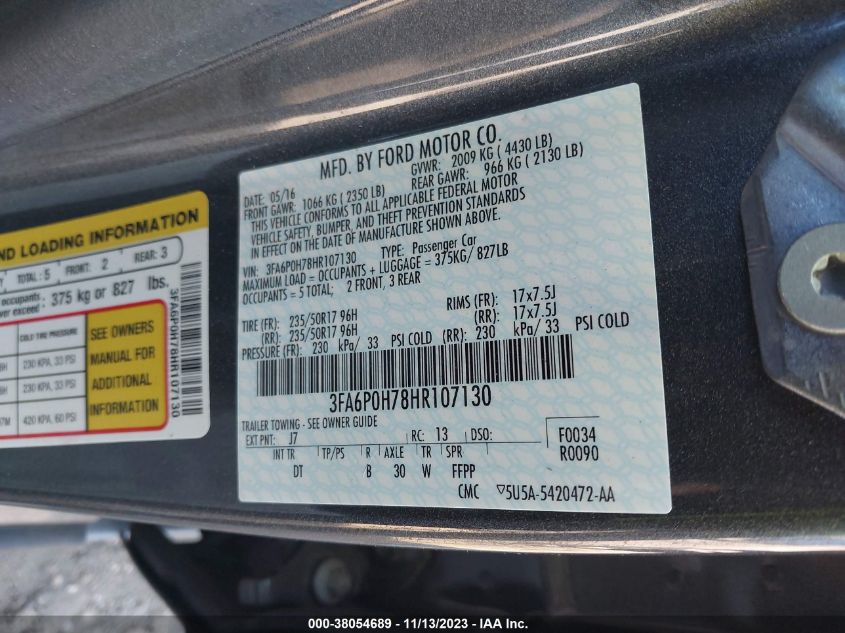 MFD. BY FORD MOTOR CO.
DATE: 05/16 GVWR: 2009 KG ( 4430 LB)
FRONT GAWR: 1066 KG ( 2350 LB) REAR GAWR: 966 KG ( 2130 LB)
THIS VEHICLE CONFORMS TO ALL APPLICABLE FEDERAL MOTOR
VEHICLE SAFETY, BUMPER, AND THEFT PREVENTION STANDARDS
IN EFFECT ON THE DATE OF MANUFACTURE SHOWN ABOVE.
VIN: 3FA6P0H78HR107130 TYPE: Passenger Car
MAXIMUM LOAD = OCCUPANTS + LUGGAGE = 375KG/ 827LB
OCCUPANTS = 5 TOTAL; 2 FRONT, 3 REAR
TIRE (FR): 235/50R17 96H RIMS (FR): 17x7.5J
(RR): 235/50R17 96H (RR): 17x7.5J
PRESSURE (FR): 230 kPa/ 33 PSI COLD (RR): 230 kPa/ 33 PSI COLD
3FA6P0H78HR107130
TRAILER TOWING - SEE OWNER GUIDE
EXT PNT: J7 RC: 13 DSO: F0034
INT TR TP/PS R AXLE TR SPR R0090
DT B 30 W FFPP
CMC ▽5U5A-5420472-AA
ND LOADING INFORMATION
TOTAL: 5 FRONT: 2 REAR: 3
occupants
er exceed : 375 kg or 827 lbs.
COLD TIRE PRESSURE
230 KPA, 33 PSI
230 KPA, 33 PSI
420 KPA, 60 PSI
SEE OWNERS
MANUAL FOR
ADDITIONAL
INFORMATION
3FA6P0H78HR107130
000-38054689 - 11/13/2023 - IAA Inc.